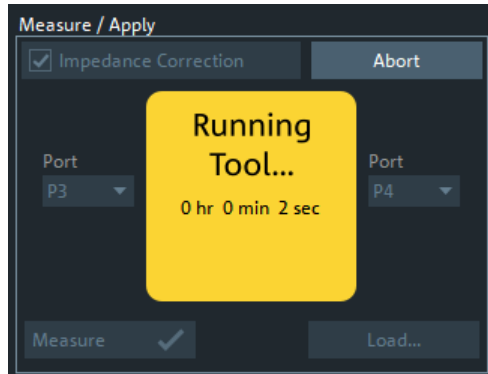 Measure / Apply
Impedance Correction
Abort
Running
Tool...
0 hr 0 min 2 sec
Port
P3
Port
P4
Measure
Load...